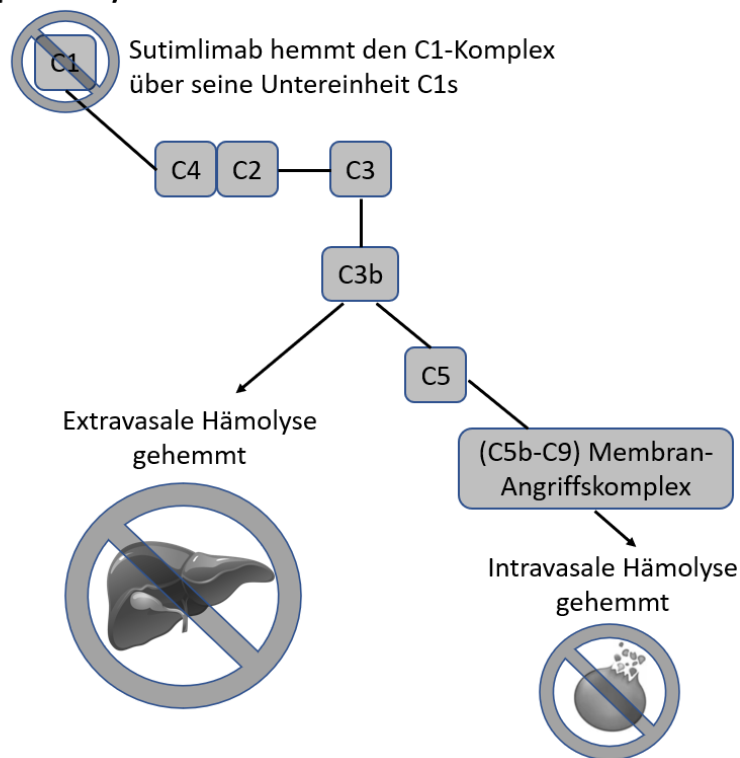 C1
Sutimlimab hemmt den C1-Komplex
über seine Untereinheit C1s
C4 C2 C3
C3b
C5
Extravasale Hämolyse
gehemmt
(C5b-C9) Membran-
Angriffskomplex
Intravasale Hämolyse
gehemmt